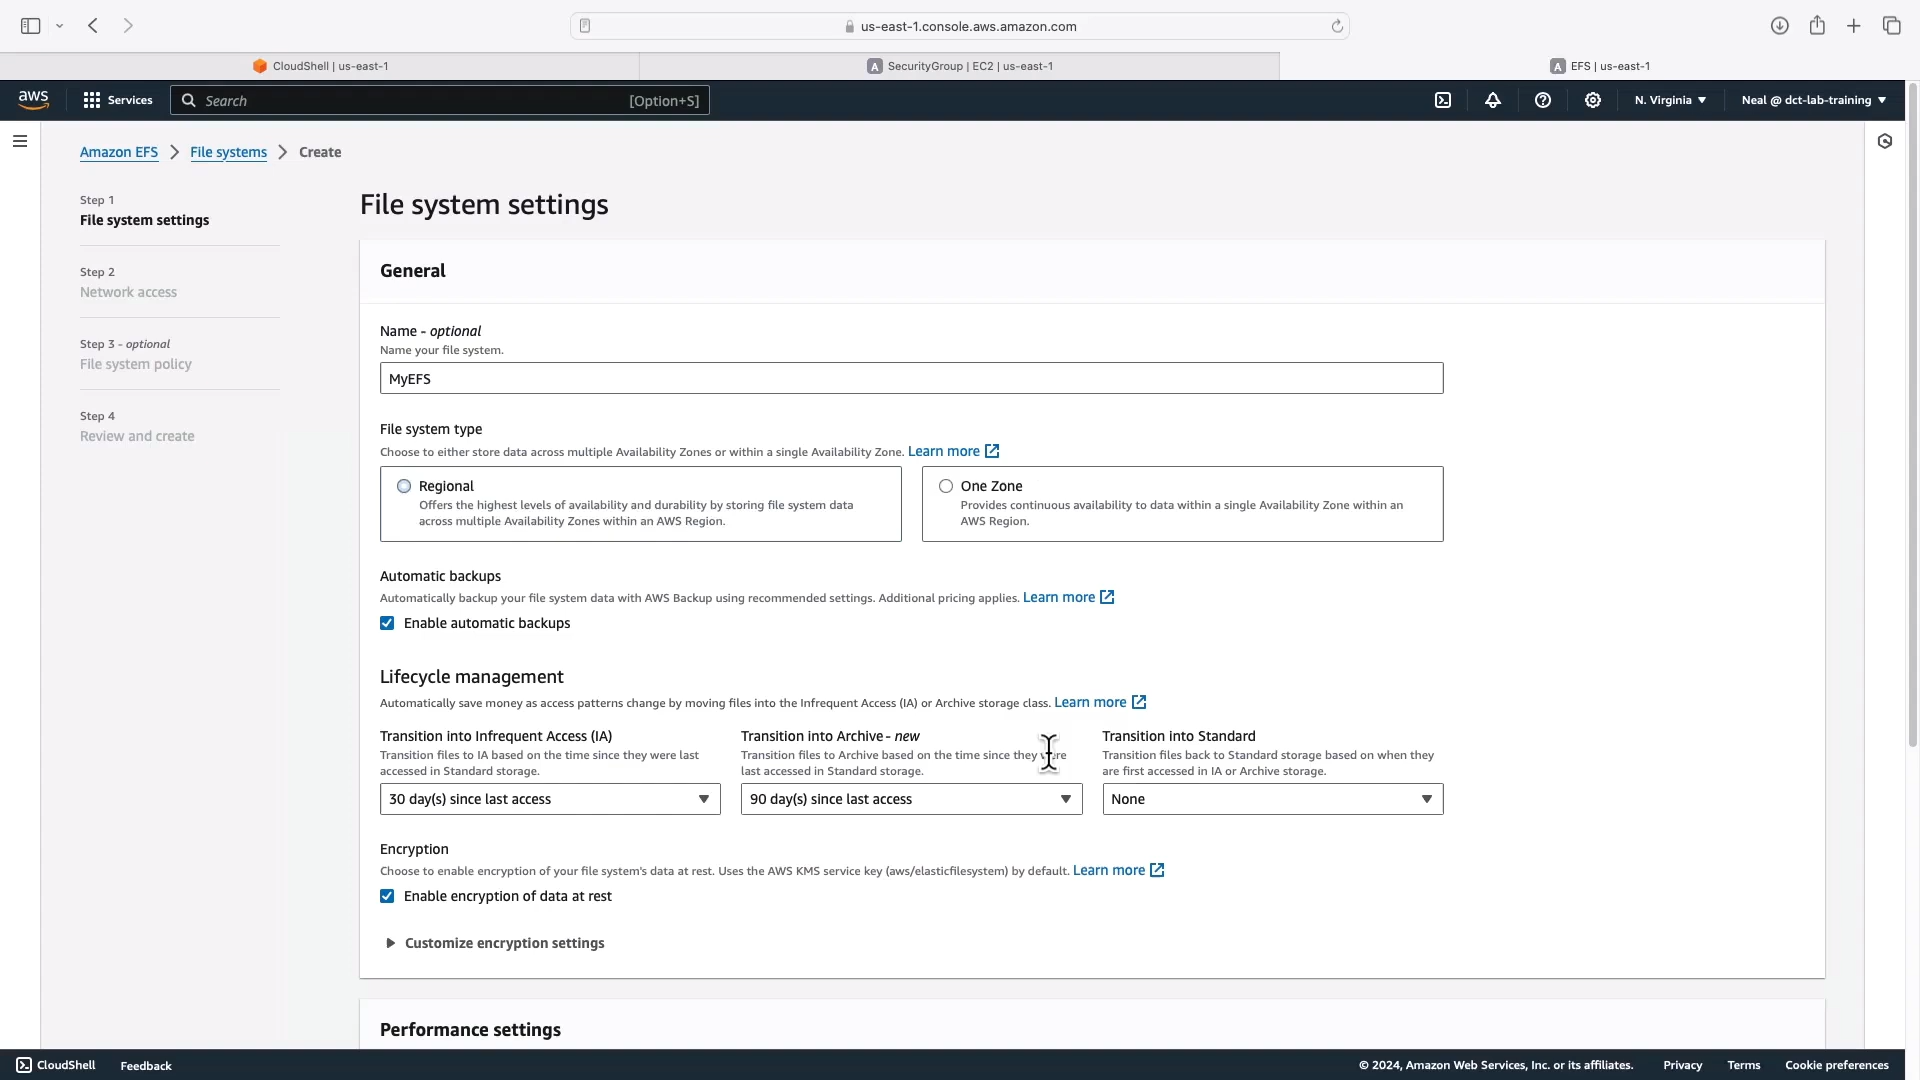 us-east-1.console.aws.amazon.com
CloudShell | us-east-1
A SecurityGroup | EC2 | us-east-1
A EFS | us-east-1
aws
Services
Search
[Option+S]
N. Virginia
Neal @ dct-lab-training
Amazon EFS
File systems
Create
Step 1
File system settings
Step 2
Network access
Step 3 - optional
File system policy
Step 4
Review and create
File system settings
General
Name - optional
Name your file system.
MyEFS
File system type
Choose to either store data across multiple Availability Zones or within a single Availability Zone. Learn more
Regional
Offers the highest levels of availability and durability by storing file system data
across multiple Availability Zones within an AWS Region.
One Zone
Provides continuous availability to data within a single Availability Zone within an
AWS Region.
Automatic backups
Automatically backup your file system data with AWS Backup using recommended settings. Additional pricing applies. Learn more
Enable automatic backups
Lifecycle management
Automatically save money as access patterns change by moving files into the Infrequent Access (IA) or Archive storage class. Learn more
Transition into Infrequent Access (IA)
Transition files to IA based on the time since they were last
accessed in Standard storage.
30 day(s) since last access
Transition into Archive - new
Transition files to Archive based on the time since they were
last accessed in Standard storage.
90 day(s) since last access
Transition into Standard
Transition files back to Standard storage based on when they
are first accessed in IA or Archive storage.
None
Encryption
Choose to enable encryption of your file system's data at rest. Uses the AWS KMS service key (aws/elasticfilesystem) by default. Learn more
Enable encryption of data at rest
Customize encryption settings
Performance settings
CloudShell
Feedback
© 2024, Amazon Web Services, Inc. or its affiliates.
Privacy
Terms
Cookie preferences